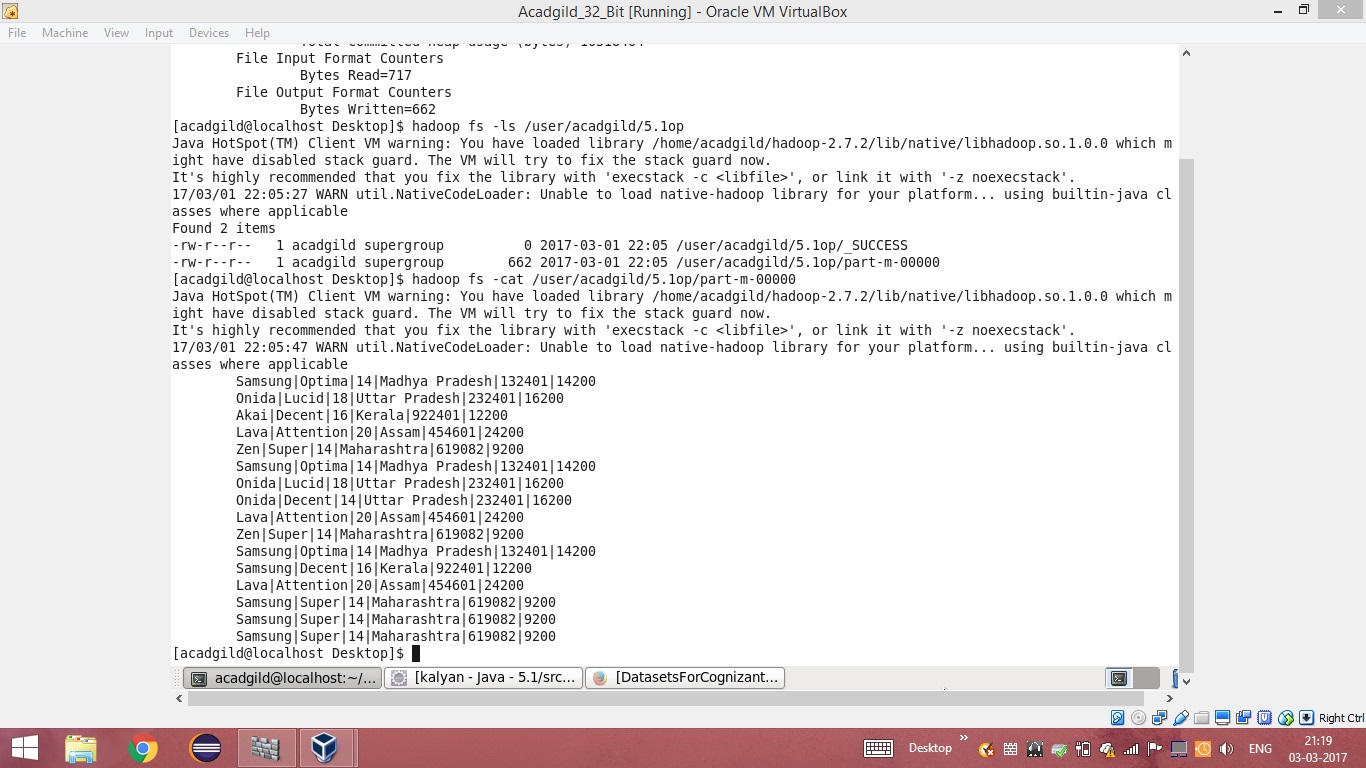 Acadgild_32_Bit [Running] - Oracle VM VirtualBox
File Machine View Input Devices Help
Total committed heap usage (bytes)=16318464
File Input Format Counters
Bytes Read=717
File Output Format Counters
Bytes Written=662
[acadgild@localhost Desktop]$ hadoop fs -ls /user/acadgild/5.1op
Java HotSpot(TM) Client VM warning: You have loaded library /home/acadgild/hadoop-2.7.2/lib/native/libhadoop.so.1.0.0 which m
ight have disabled stack guard. The VM will try to fix the stack guard now.
It's highly recommended that you fix the library with 'execstack -c <libfile>', or link it with '-z noexecstack'.
17/03/01 22:05:27 WARN util.NativeCodeLoader: Unable to load native-hadoop library for your platform... using builtin-java cl
asses where applicable
Found 2 items
-rw-r--r-- 1 acadgild supergroup 0 2017-03-01 22:05 /user/acadgild/5.1op/_SUCCESS
-rw-r--r-- 1 acadgild supergroup 662 2017-03-01 22:05 /user/acadgild/5.1op/part-m-00000
[acadgild@localhost Desktop]$ hadoop fs -cat /user/acadgild/5.1op/part-m-00000
Java HotSpot(TM) Client VM warning: You have loaded library /home/acadgild/hadoop-2.7.2/lib/native/libhadoop.so.1.0.0 which m
ight have disabled stack guard. The VM will try to fix the stack guard now.
It's highly recommended that you fix the library with 'execstack -c <libfile>', or link it with '-z noexecstack'.
17/03/01 22:05:47 WARN util.NativeCodeLoader: Unable to load native-hadoop library for your platform... using builtin-java cl
asses where applicable
Samsung|Optima|14|Madhya Pradesh|132401|14200
Onida|Lucid|18|Uttar Pradesh|232401|16200
Akai|Decent|16|Kerala|922401|12200
Lava|Attention|20|Assam|454601|24200
Zen|Super|14|Maharashtra|619082|9200
Samsung|Optima|14|Madhya Pradesh|132401|14200
Onida|Lucid|18|Uttar Pradesh|232401|16200
Onida|Decent|14|Uttar Pradesh|232401|16200
Lava|Attention|20|Assam|454601|24200
Zen|Super|14|Maharashtra|619082|9200
Samsung|Optima|14|Madhya Pradesh|132401|14200
Samsung|Decent|16|Kerala|922401|12200
Lava|Attention|20|Assam|454601|24200
Samsung|Super|14|Maharashtra|619082|9200
Samsung|Super|14|Maharashtra|619082|9200
Samsung|Super|14|Maharashtra|619082|9200
[acadgild@localhost Desktop]$
acadgild@localhost:~/... [kalyan - Java - 5.1/src... [DatasetsForCognizant...
Right Ctrl
Desktop ENG 21:19
03-03-2017